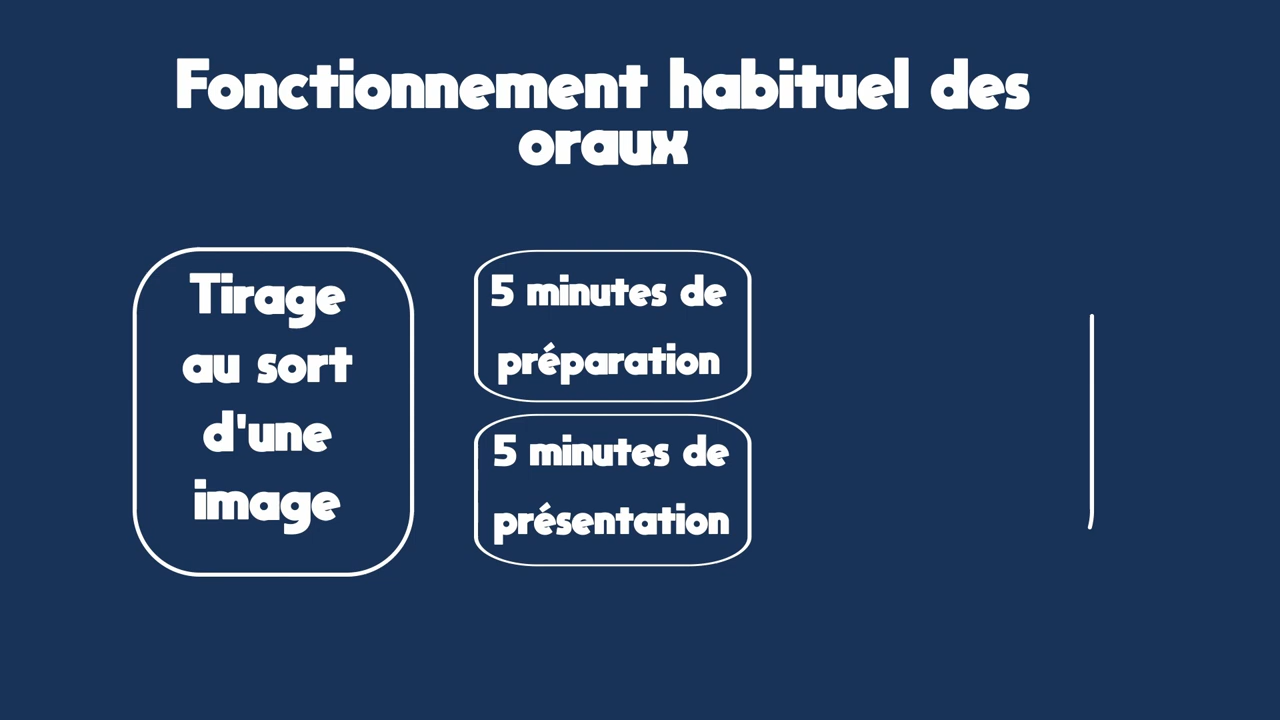 Fonctionnement habituel des
oraux
Tirage
au sort
d'une
image
5 minutes de
préparation
5 minutes de
présentation